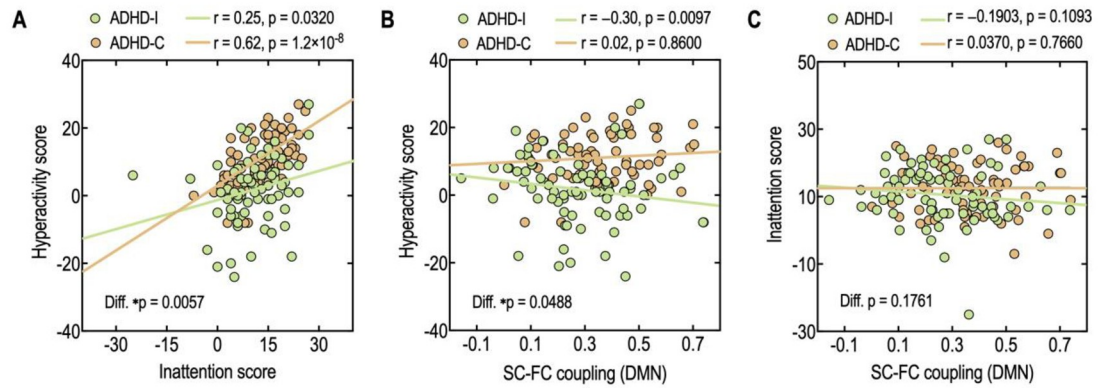 A
ADHD-I r = 0.25, p = 0.0320
ADHD-C r = 0.62, p = 1.2×10⁻⁸
Hyperactivity score
40
20
0
-20
-40
Diff. *p = 0.0057
-30 -15 0 15 30
Inattention score
B
ADHD-I r = −0.30, p = 0.0097
ADHD-C r = 0.02, p = 0.8600
Hyperactivity score
40
20
0
-20
-40
Diff. *p = 0.0488
-0.1 0.1 0.3 0.5 0.7
SC-FC coupling (DMN)
C
ADHD-I r = −0.1903, p = 0.1093
ADHD-C r = 0.0370, p = 0.7660
Inattention score
50
30
10
-10
-30
Diff. p = 0.1761
-0.1 0.1 0.3 0.5 0.7
SC-FC coupling (DMN)